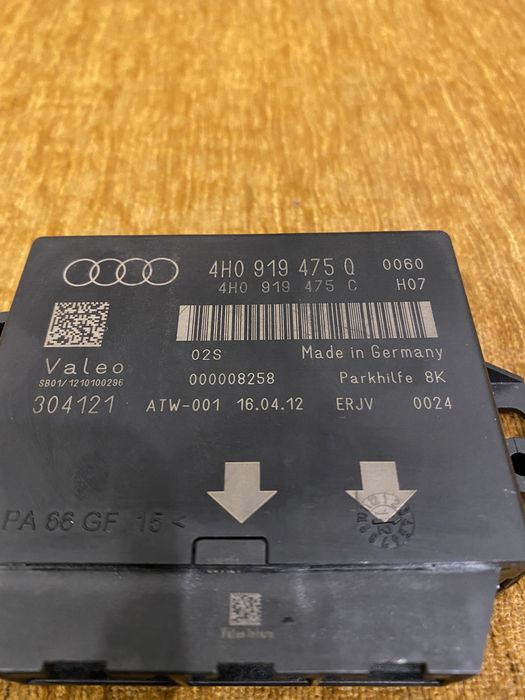 4H0 919 475 Q 0060
4H0 919 475 C H07
Valeo
SB01/1210100296
304121
02S Made in Germany
000008258 Parkhilfe 8K
ATW-001 16.04.12 ERJV 0024
PA 66 GF 15 <